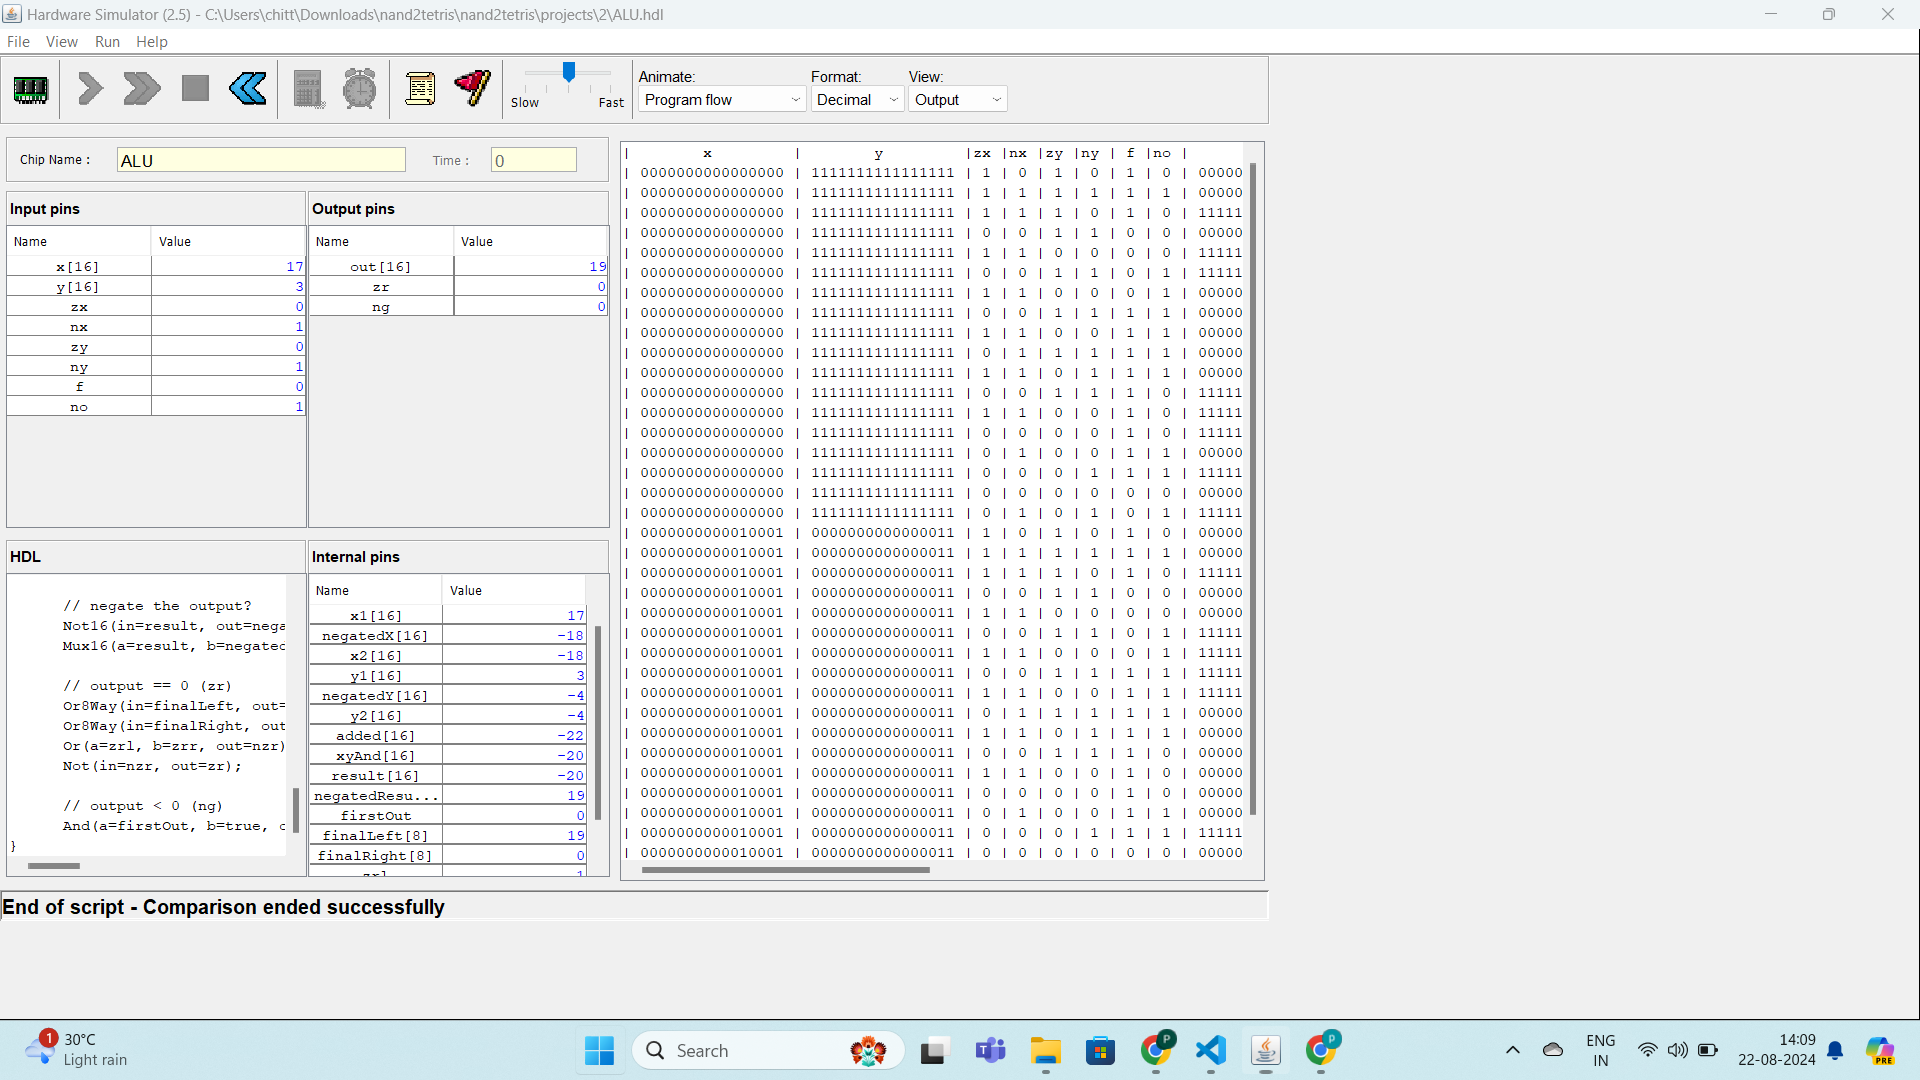 Hardware Simulator (2.5) - C:\Users\chitt\Downloads\nand2tetris\nand2tetris\projects\2\ALU.hdl
File View Run Help
Slow Fast
Animate: Format: View:
Program flow Decimal Output
Chip Name : ALU Time : 0
Input pins
Name Value
x[16] 17
y[16] 3
zx 0
nx 1
zy 0
ny 1
f 0
no 1
Output pins
Name Value
out[16] 19
zr 0
ng 0
HDL
// negate the output?
Not16(in=result, out=nega
Mux16(a=result, b=negated
// output == 0 (zr)
Or8Way(in=finalLeft, out=
Or8Way(in=finalRight, out
Or(a=zrl, b=zrr, out=nzr)
Not(in=nzr, out=zr);
// output < 0 (ng)
And(a=firstOut, b=true, o
}
Internal pins
Name Value
x1[16] 17
negatedX[16] -18
x2[16] -18
y1[16] 3
negatedY[16] -4
y2[16] -4
added[16] -22
xyAnd[16] -20
result[16] -20
negatedResu... 19
firstOut 0
finalLeft[8] 19
finalRight[8] 0
zrl 1
| x | y |zx |nx |zy |ny | f |no |
| 0000000000000000 | 1111111111111111 | 1 | 0 | 1 | 0 | 1 | 0 | 00000
| 0000000000000000 | 1111111111111111 | 1 | 1 | 1 | 1 | 1 | 1 | 00000
| 0000000000000000 | 1111111111111111 | 1 | 1 | 1 | 0 | 1 | 0 | 11111
| 0000000000000000 | 1111111111111111 | 0 | 0 | 1 | 1 | 0 | 0 | 00000
| 0000000000000000 | 1111111111111111 | 1 | 1 | 0 | 0 | 0 | 0 | 11111
| 0000000000000000 | 1111111111111111 | 0 | 0 | 1 | 1 | 0 | 1 | 11111
| 0000000000000000 | 1111111111111111 | 1 | 1 | 0 | 0 | 0 | 1 | 00000
| 0000000000000000 | 1111111111111111 | 0 | 0 | 1 | 1 | 1 | 1 | 00000
| 0000000000000000 | 1111111111111111 | 1 | 1 | 0 | 0 | 1 | 1 | 00000
| 0000000000000000 | 1111111111111111 | 0 | 1 | 1 | 1 | 1 | 1 | 00000
| 0000000000000000 | 1111111111111111 | 1 | 1 | 0 | 1 | 1 | 1 | 00000
| 0000000000000000 | 1111111111111111 | 0 | 0 | 1 | 1 | 1 | 0 | 11111
| 0000000000000000 | 1111111111111111 | 1 | 1 | 0 | 0 | 1 | 0 | 11111
| 0000000000000000 | 1111111111111111 | 0 | 0 | 0 | 0 | 1 | 0 | 11111
| 0000000000000000 | 1111111111111111 | 0 | 1 | 0 | 0 | 1 | 1 | 00000
| 0000000000000000 | 1111111111111111 | 0 | 0 | 0 | 1 | 1 | 1 | 11111
| 0000000000000000 | 1111111111111111 | 0 | 0 | 0 | 0 | 0 | 0 | 00000
| 0000000000000000 | 1111111111111111 | 0 | 1 | 0 | 1 | 0 | 1 | 11111
| 0000000000010001 | 0000000000000011 | 1 | 0 | 1 | 0 | 1 | 0 | 00000
| 0000000000010001 | 0000000000000011 | 1 | 1 | 1 | 1 | 1 | 1 | 00000
| 0000000000010001 | 0000000000000011 | 1 | 1 | 1 | 0 | 1 | 0 | 11111
| 0000000000010001 | 0000000000000011 | 0 | 0 | 1 | 1 | 0 | 0 | 00000
| 0000000000010001 | 0000000000000011 | 1 | 1 | 0 | 0 | 0 | 0 | 00000
| 0000000000010001 | 0000000000000011 | 0 | 0 | 1 | 1 | 0 | 1 | 11111
| 0000000000010001 | 0000000000000011 | 1 | 1 | 0 | 0 | 0 | 1 | 11111
| 0000000000010001 | 0000000000000011 | 0 | 0 | 1 | 1 | 1 | 1 | 11111
| 0000000000010001 | 0000000000000011 | 1 | 1 | 0 | 0 | 1 | 1 | 11111
| 0000000000010001 | 0000000000000011 | 0 | 1 | 1 | 1 | 1 | 1 | 00000
| 0000000000010001 | 0000000000000011 | 1 | 1 | 0 | 1 | 1 | 1 | 00000
| 0000000000010001 | 0000000000000011 | 0 | 0 | 1 | 1 | 1 | 0 | 00000
| 0000000000010001 | 0000000000000011 | 1 | 1 | 0 | 0 | 1 | 0 | 00000
| 0000000000010001 | 0000000000000011 | 0 | 0 | 0 | 0 | 1 | 0 | 00000
| 0000000000010001 | 0000000000000011 | 0 | 1 | 0 | 0 | 1 | 1 | 00000
| 0000000000010001 | 0000000000000011 | 0 | 0 | 0 | 1 | 1 | 1 | 11111
| 0000000000010001 | 0000000000000011 | 0 | 0 | 0 | 0 | 0 | 0 | 00000
End of script - Comparison ended successfully
1
30°C
Light rain
Search
P
P
ENG
IN
14:09
22-08-2024
PRE